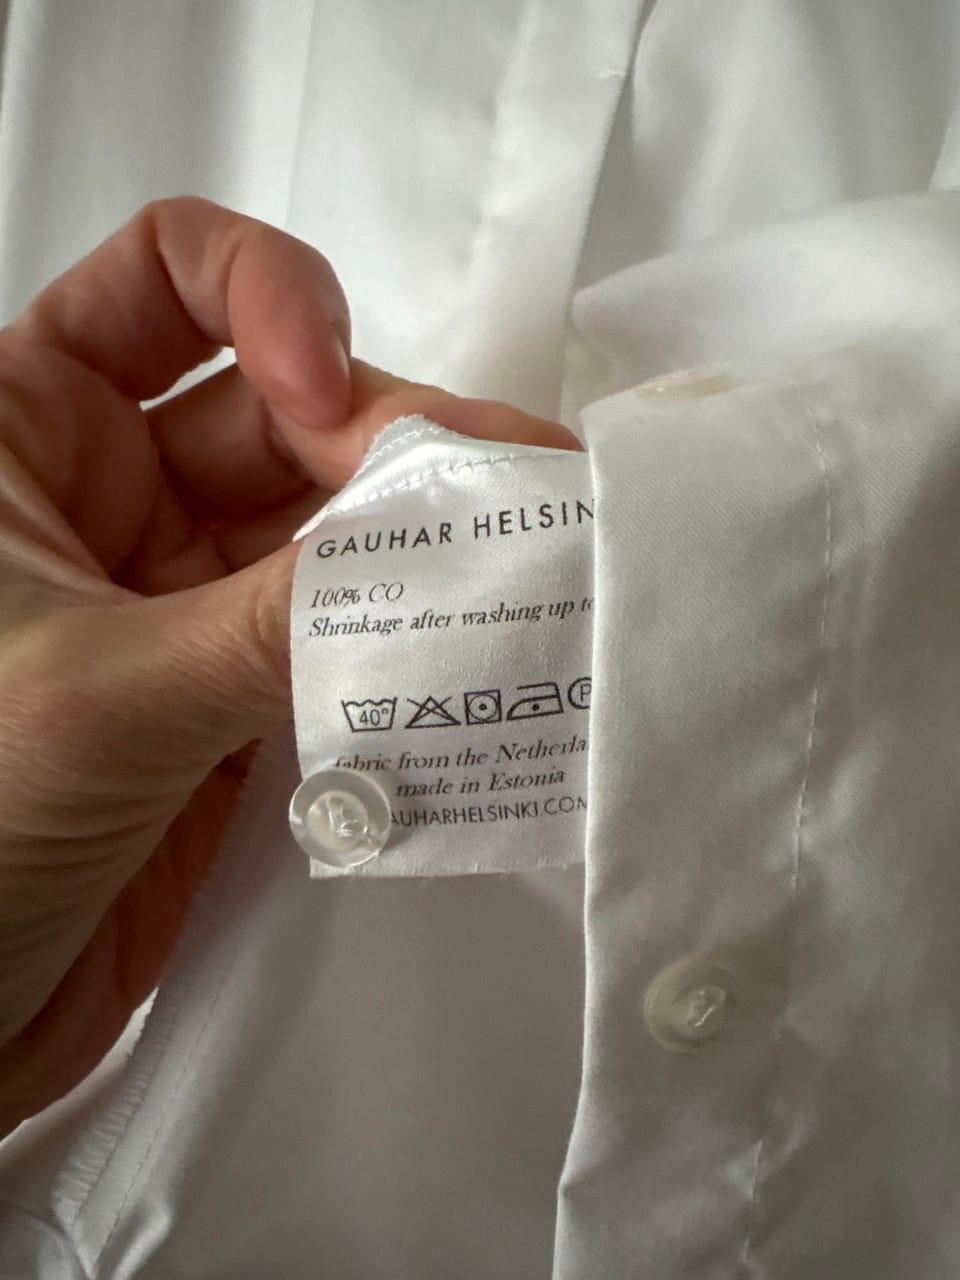 GAUHAR HELSIN
100% CO
Shrinkage after washing up to
40°
P
fabric from the Netherla
made in Estonia
AUHARHELSINKI.COM